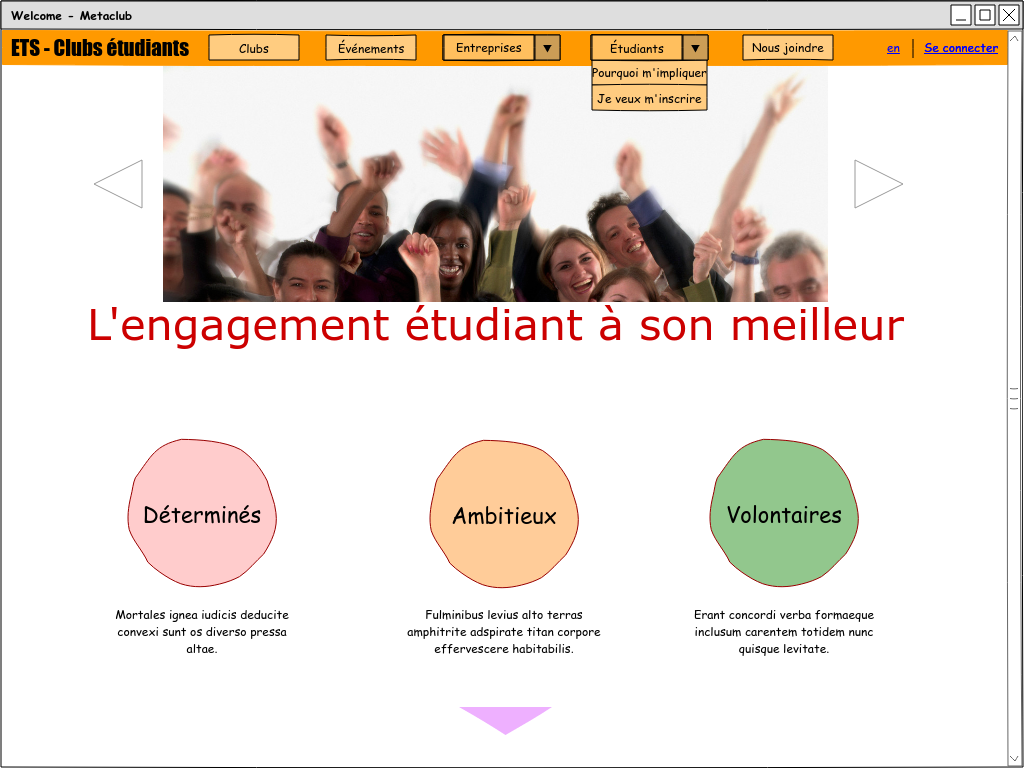 Welcome - Metaclub
ETS - Clubs étudiants
Clubs
Événements
Entreprises ▼
Étudiants ▼
Nous joindre
en | Se connecter
Pourquoi m'impliquer
Je veux m'inscrire
L'engagement étudiant à son meilleur
Déterminés
Mortales ignea iudicis deducite
convexi sunt os diverso pressa
altae.
Ambitieux
Fulminibus levius alto terras
amphitrite adspirate titan corpore
effervescere habitabilis.
Volontaires
Erant concordi verba formaeque
inclusum carentem totidem nunc
quisque levitate.